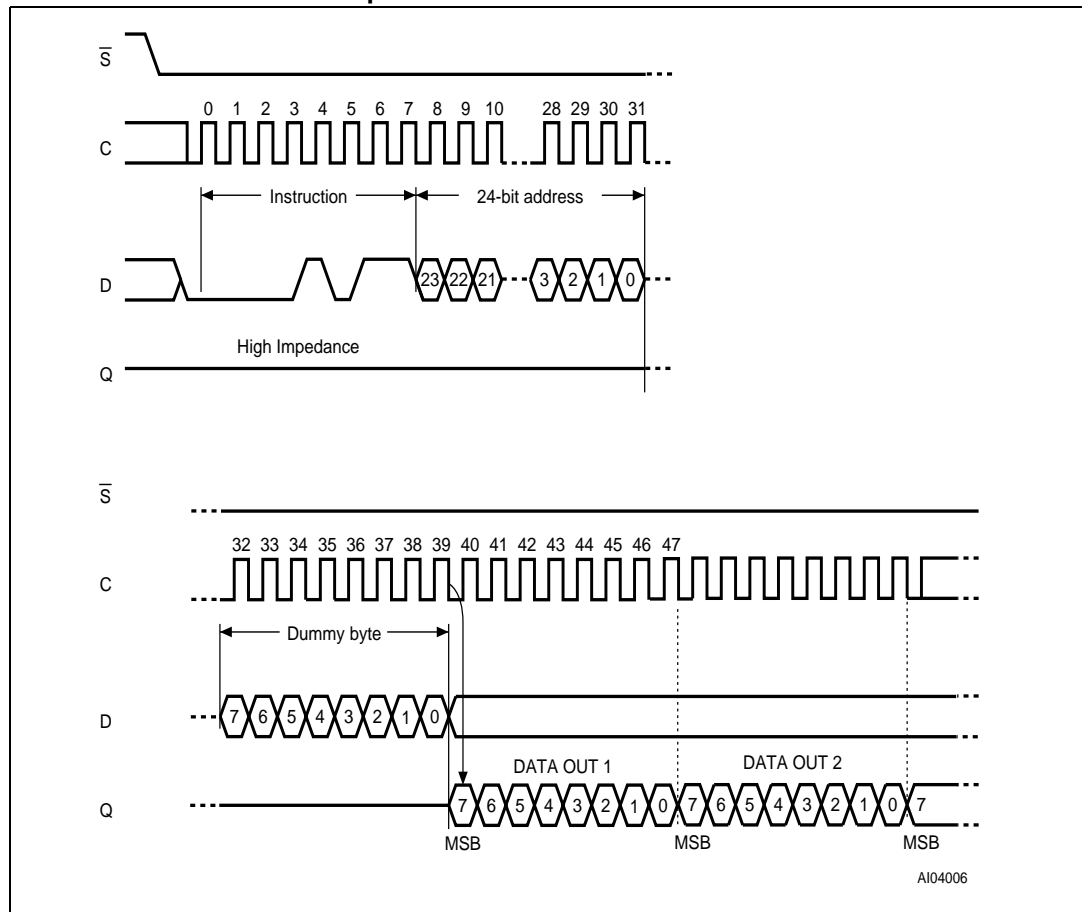 S
0 1 2 3 4 5 6 7 8 9 10 28 29 30 31
C
Instruction 24-bit address
D 23 22 21 3 2 1 0
High Impedance
Q
S
32 33 34 35 36 37 38 39 40 41 42 43 44 45 46 47
C
Dummy byte
D 7 6 5 4 3 2 1 0
DATA OUT 1 DATA OUT 2
Q 7 6 5 4 3 2 1 0 7 6 5 4 3 2 1 0 7
MSB MSB MSB
AI04006